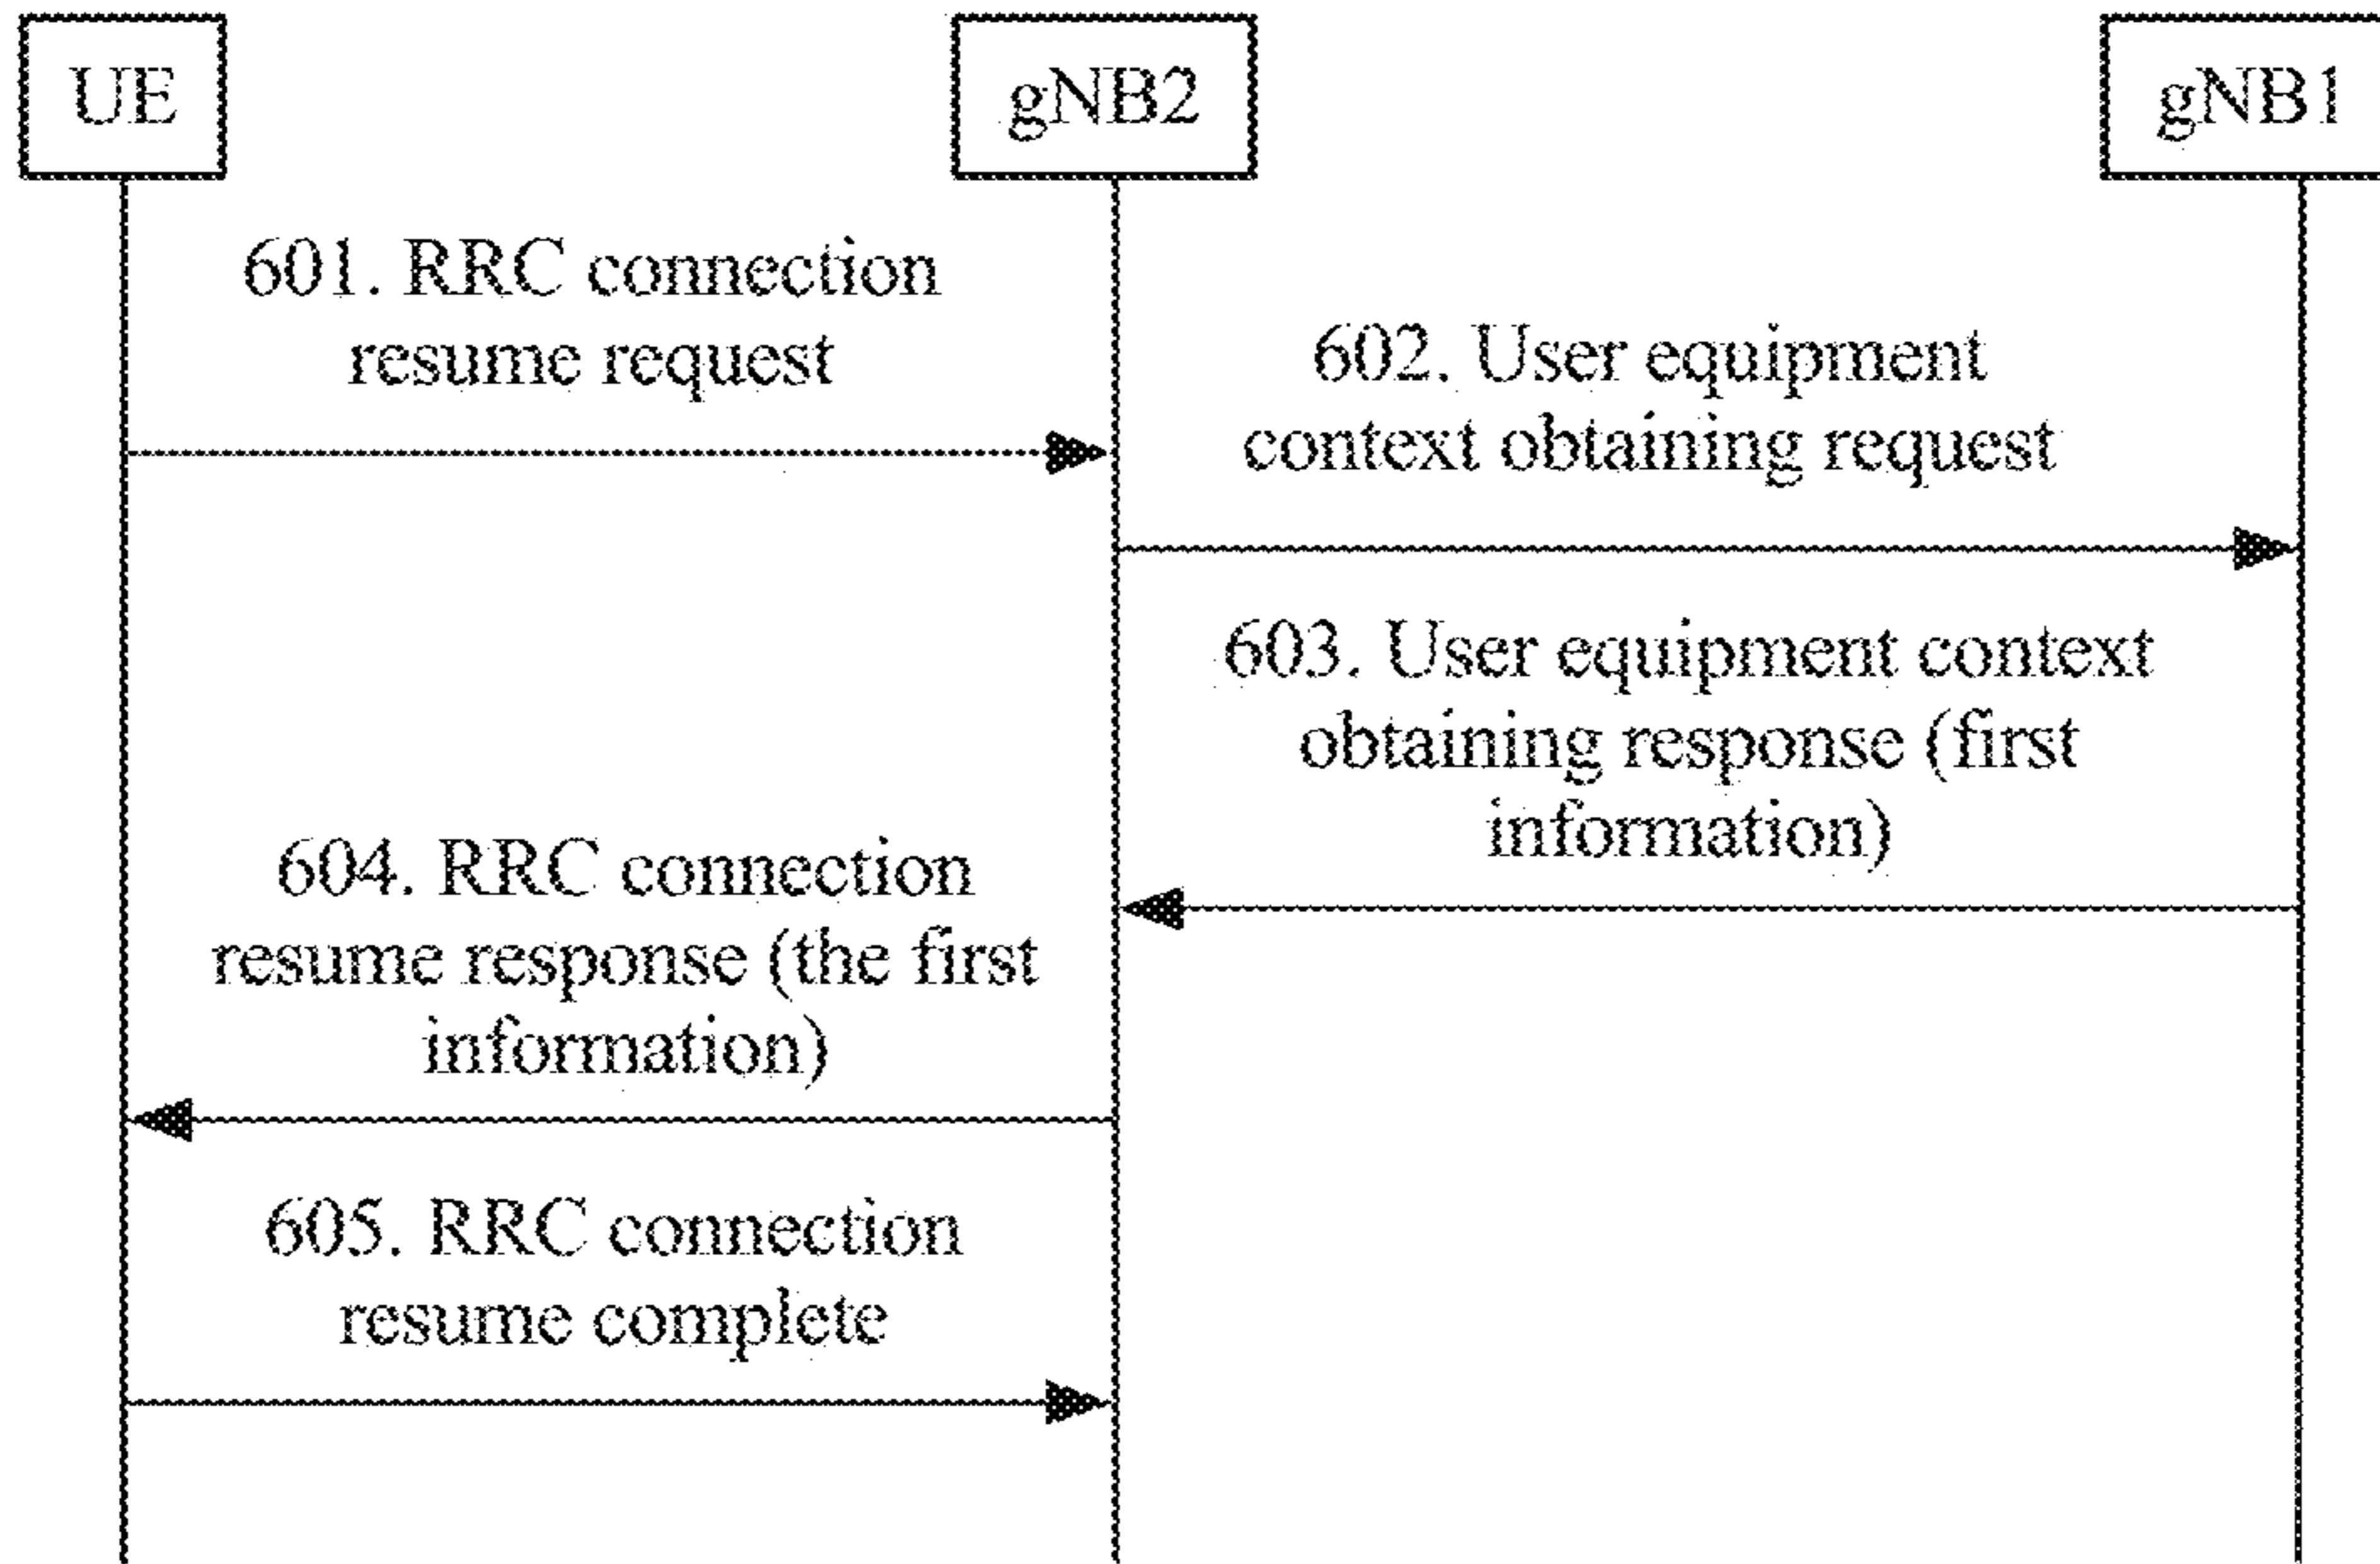 UE
gNB2
gNB1
601. RRC connection
resume request
602. User equipment
context obtaining request
603. User equipment context
obtaining response (first
information)
604. RRC connection
resume response (the first
information)
605. RRC connection
resume complete